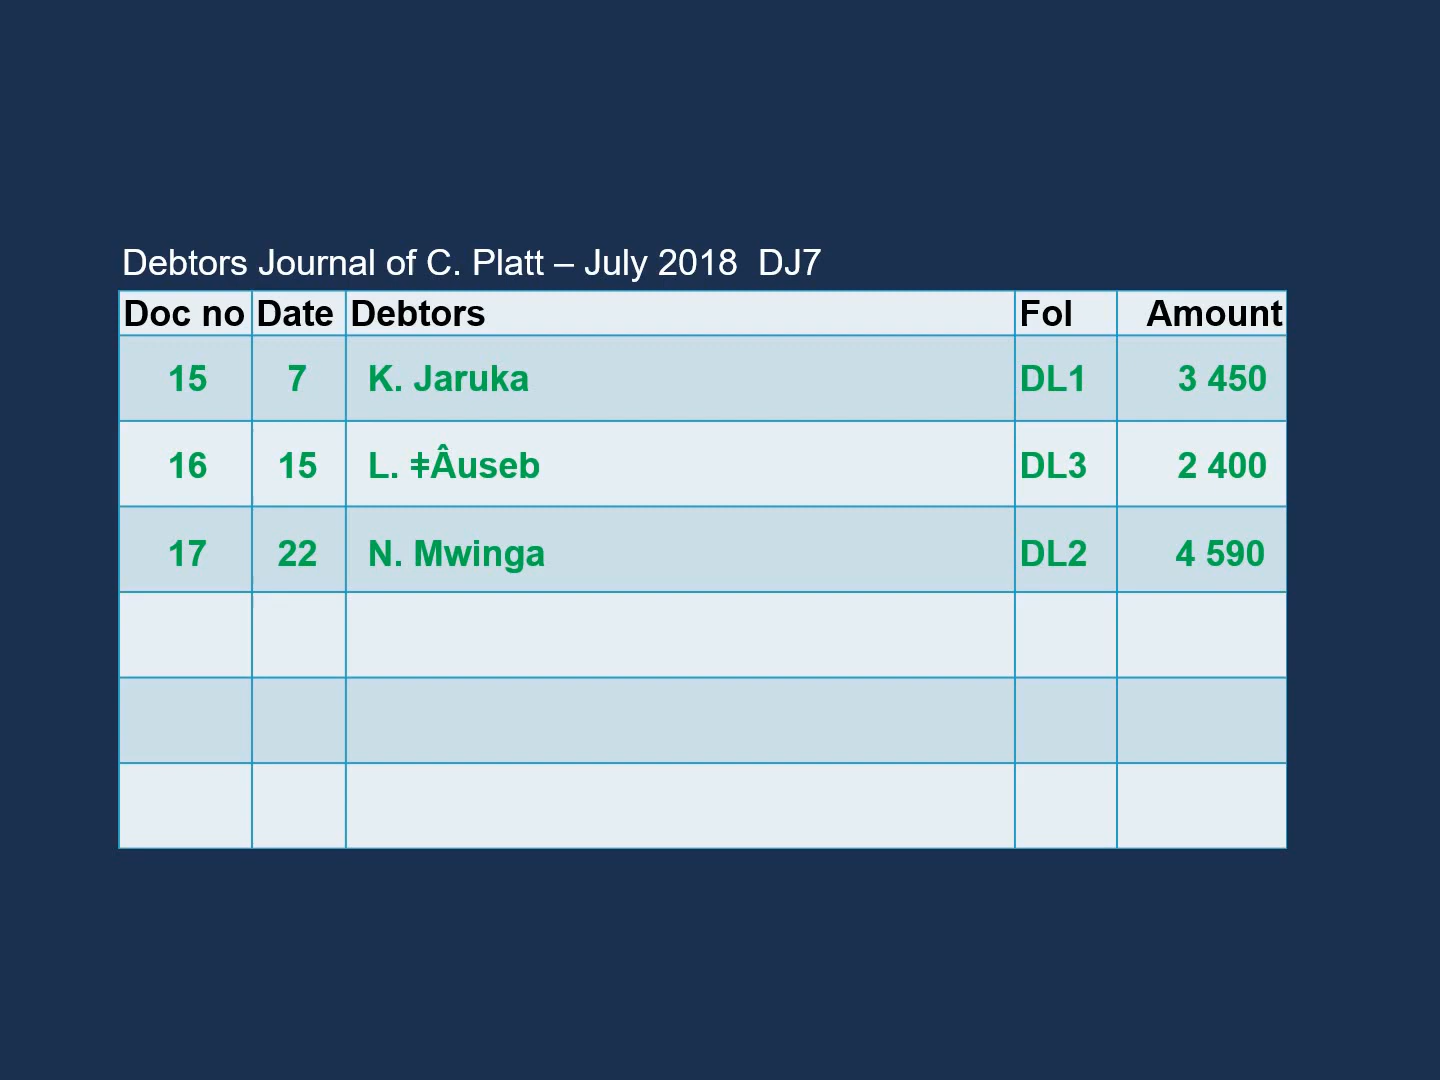 Debtors Journal of C. Platt – July 2018 DJ7
Doc no Date Debtors Fol Amount
15 7 K. Jaruka DL1 3 450
16 15 L. ǂÂuseb DL3 2 400
17 22 N. Mwinga DL2 4 590